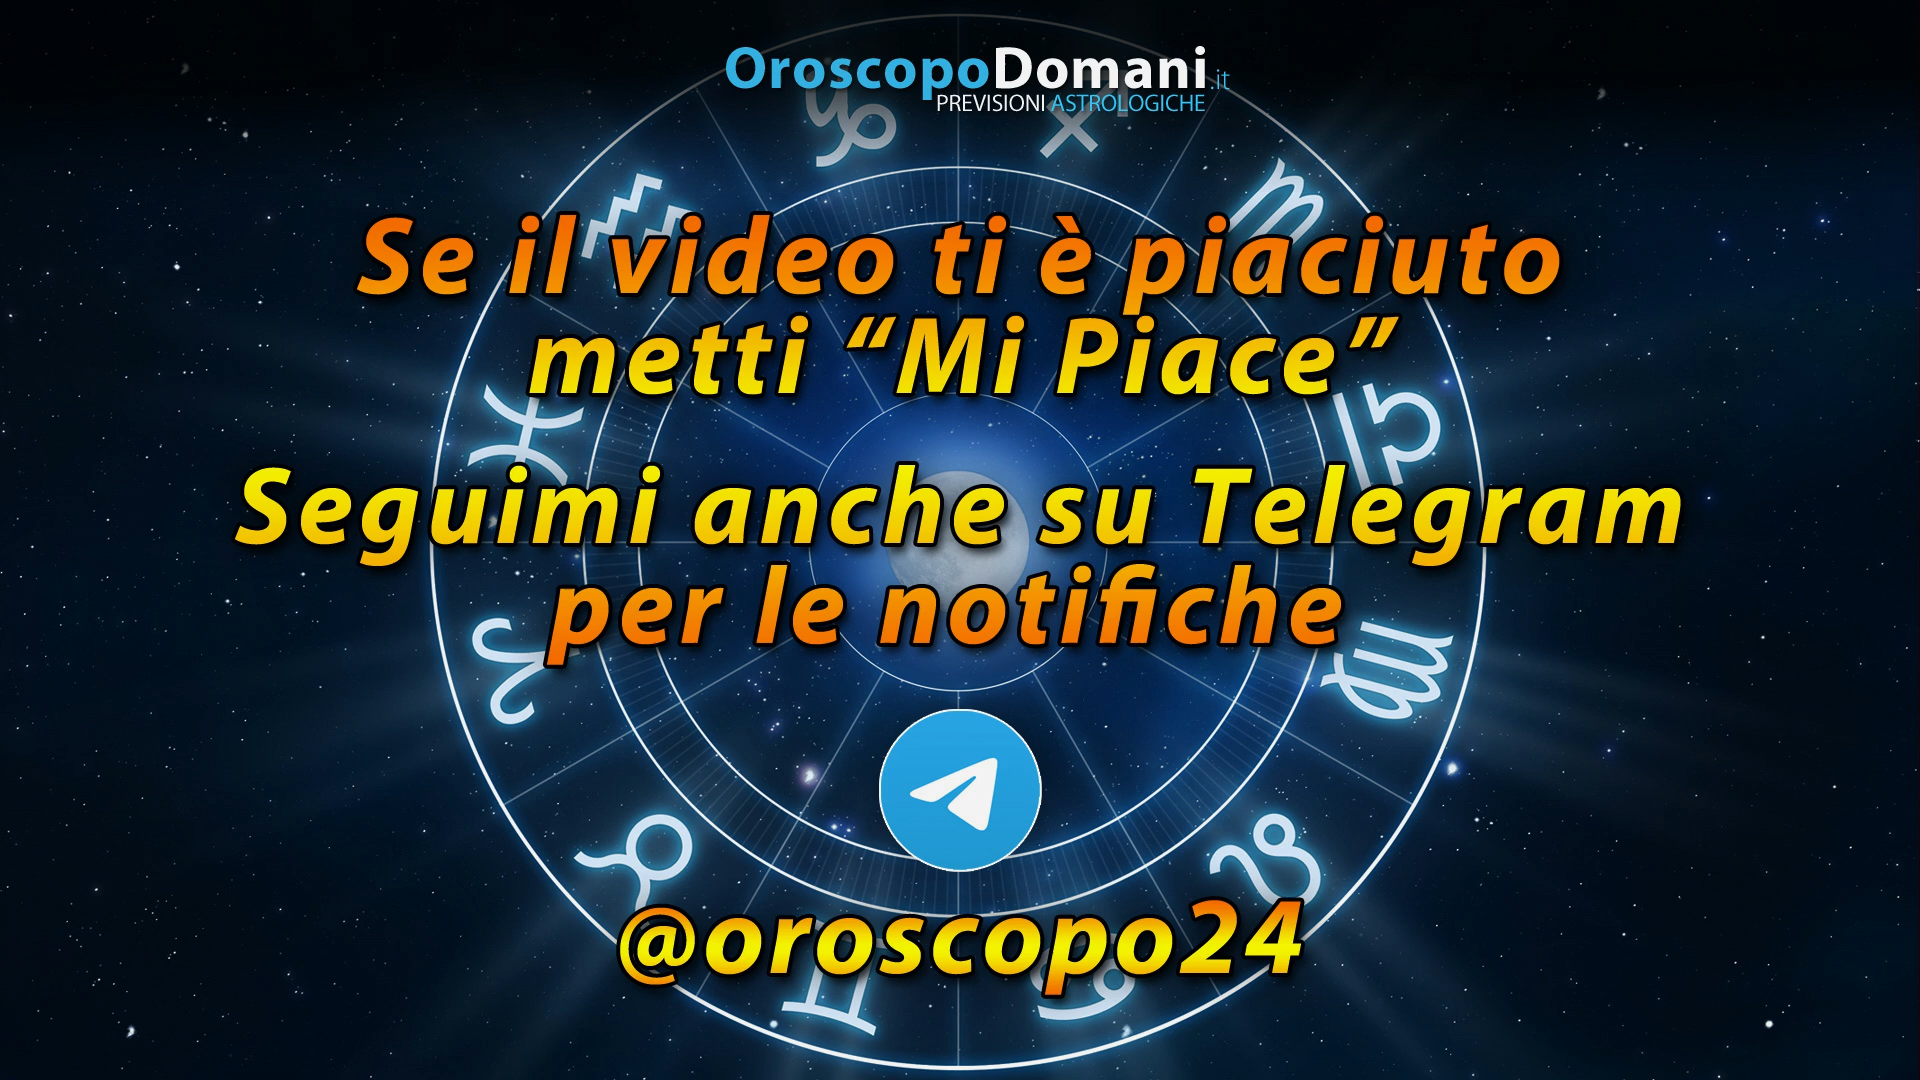 OroscopoDomani.it
PREVISIONI ASTROLOGICHE
Se il video ti è piaciuto
metti “Mi Piace”
Seguimi anche su Telegram
per le notifiche
@oroscopo24